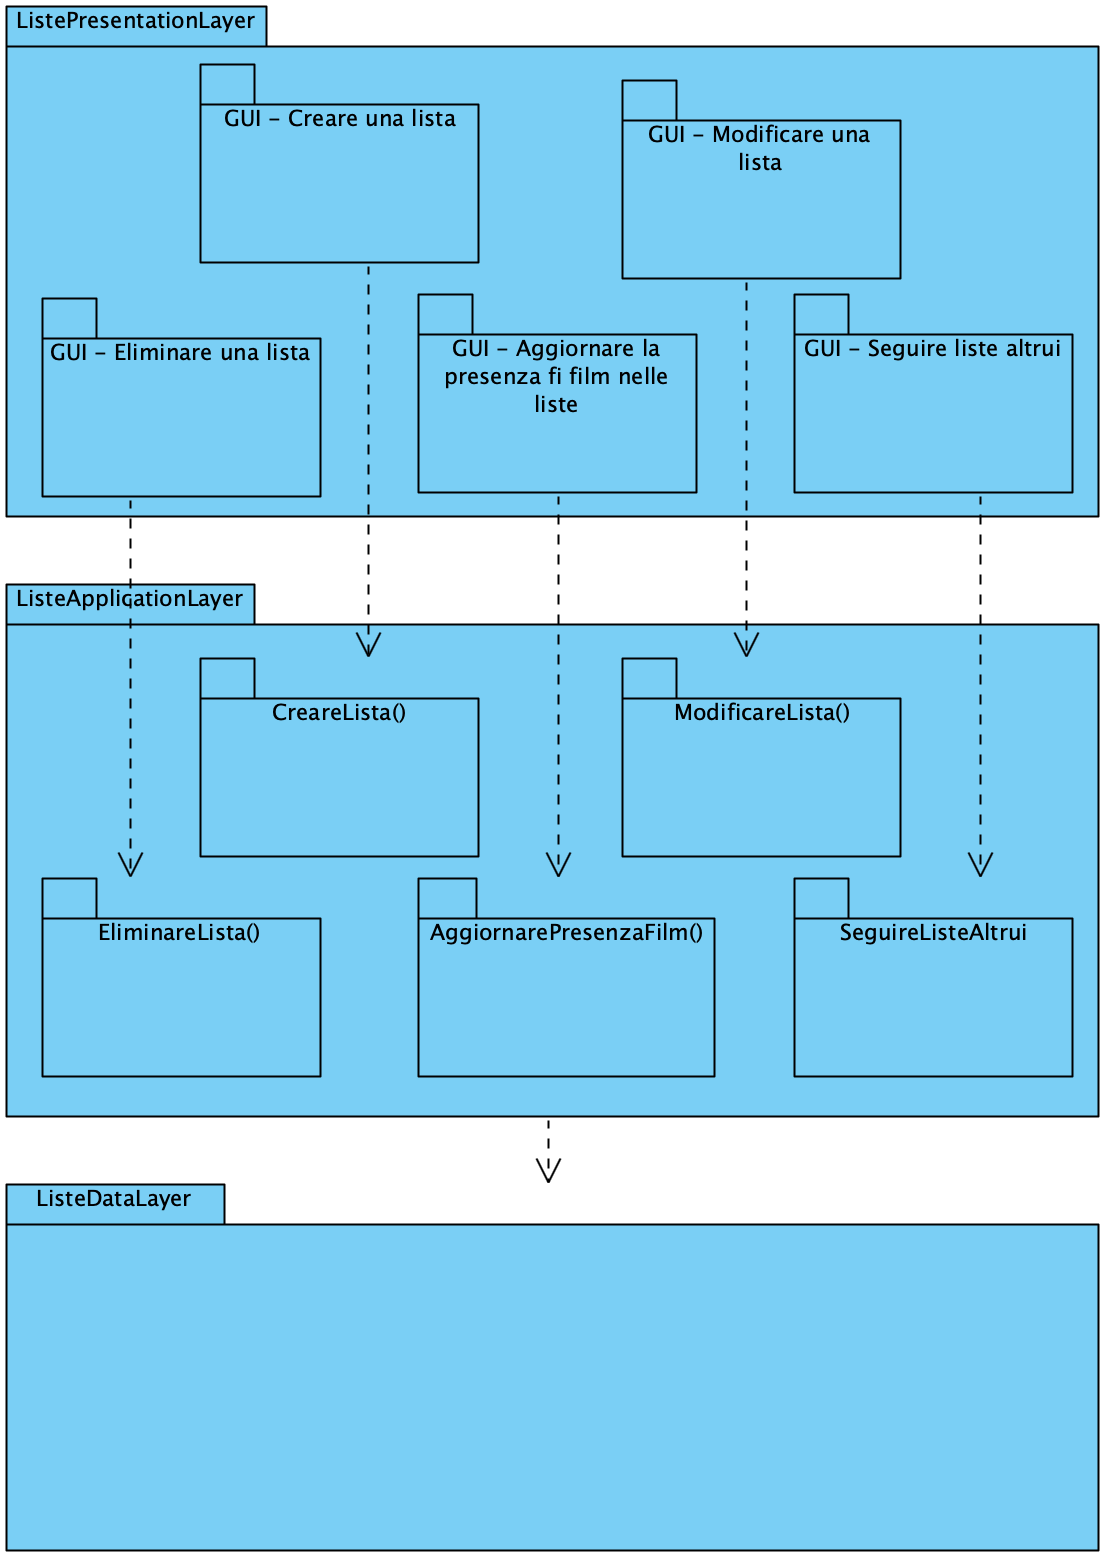 ListePresentationLayer
GUI - Creare una lista
GUI - Modificare una
lista
GUI - Eliminare una lista
GUI - Aggiornare la
presenza fi film nelle
liste
GUI - Seguire liste altrui
ListeApplicationLayer
CreareLista()
ModificareLista()
EliminareLista()
AggiornarePresenzaFilm()
SeguireListeAltrui
ListeDataLayer